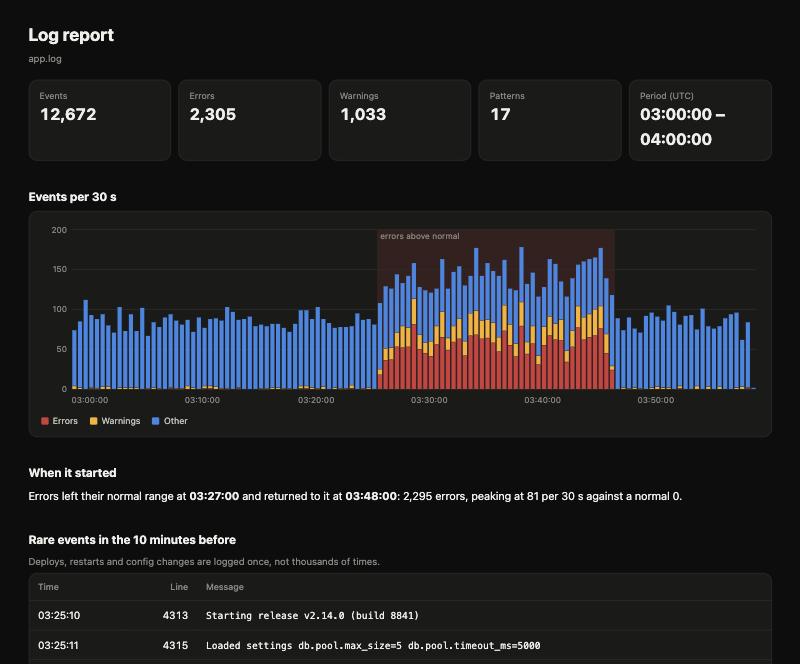 Log report
app.log
Events
12,672
Errors
2,305
Warnings
1,033
Patterns
17
Period (UTC)
03:00:00 –
04:00:00
Events per 30 s
200
150
100
50
0
errors above normal
03:00:00 03:10:00 03:20:00 03:30:00 03:40:00 03:50:00
Errors Warnings Other
When it started
Errors left their normal range at 03:27:00 and returned to it at 03:48:00: 2,295 errors, peaking at 81 per 30 s against a normal 0.
Rare events in the 10 minutes before
Deploys, restarts and config changes are logged once, not thousands of times.
Time Line Message
03:25:10 4313 Starting release v2.14.0 (build 8841)
03:25:11 4315 Loaded settings db.pool.max_size=5 db.pool.timeout_ms=5000